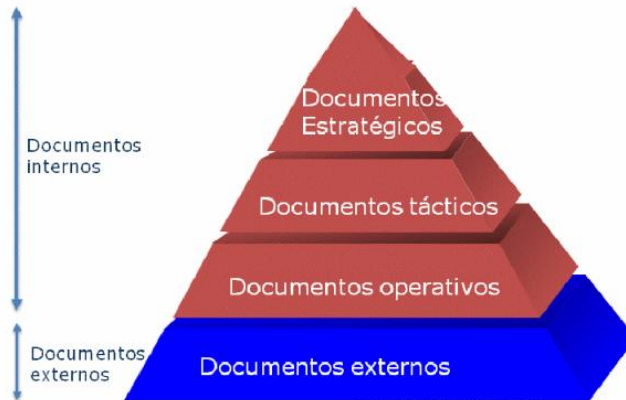 Documentos
Estratégicos
Documentos
internos
Documentos tácticos
Documentos operativos
Documentos
externos
Documentos externos